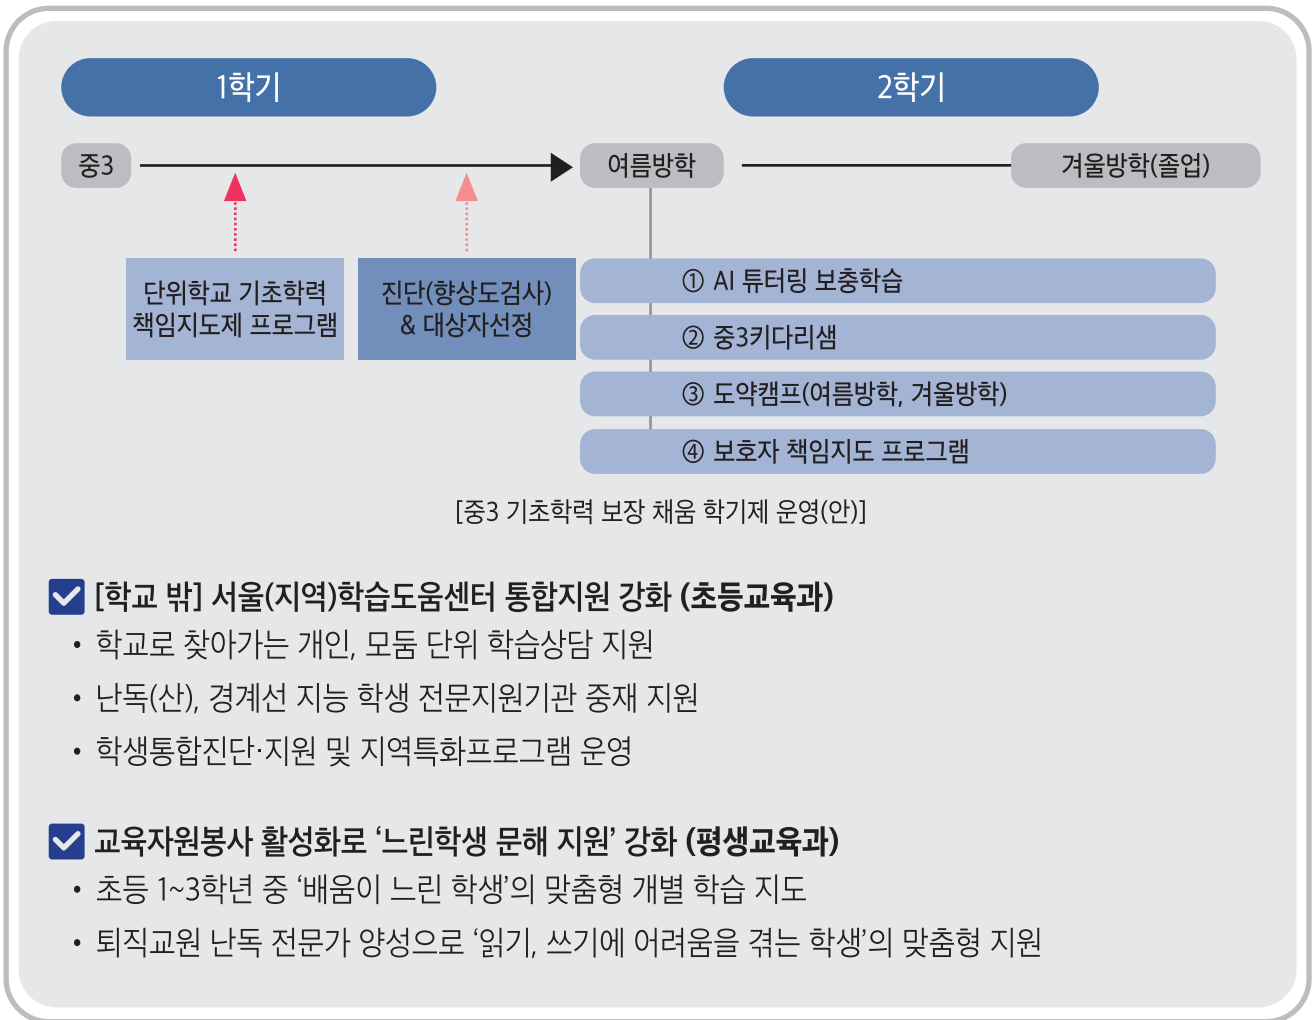 1학기
2학기
중3
여름방학
겨울방학(졸업)
단위학교 기초학력
책임지도제 프로그램
진단(향상도검사)
& 대상자선정
① AI 튜터링 보충학습
② 중3키다리샘
③ 도약캠프(여름방학, 겨울방학)
④ 보호자 책임지도 프로그램
[중3 기초학력 보장 채움 학기제 운영(안)]
[학교 밖] 서울(지역)학습도움센터 통합지원 강화 (초등교육과)
• 학교로 찾아가는 개인, 모둠 단위 학습상담 지원
• 난독(산), 경계선 지능 학생 전문지원기관 중재 지원
• 학생통합진단·지원 및 지역특화프로그램 운영
교육자원봉사 활성화로 ‘느린학생 문해 지원’ 강화 (평생교육과)
• 초등 1~3학년 중 ‘배움이 느린 학생’의 맞춤형 개별 학습 지도
• 퇴직교원 난독 전문가 양성으로 ‘읽기, 쓰기에 어려움을 겪는 학생’의 맞춤형 지원